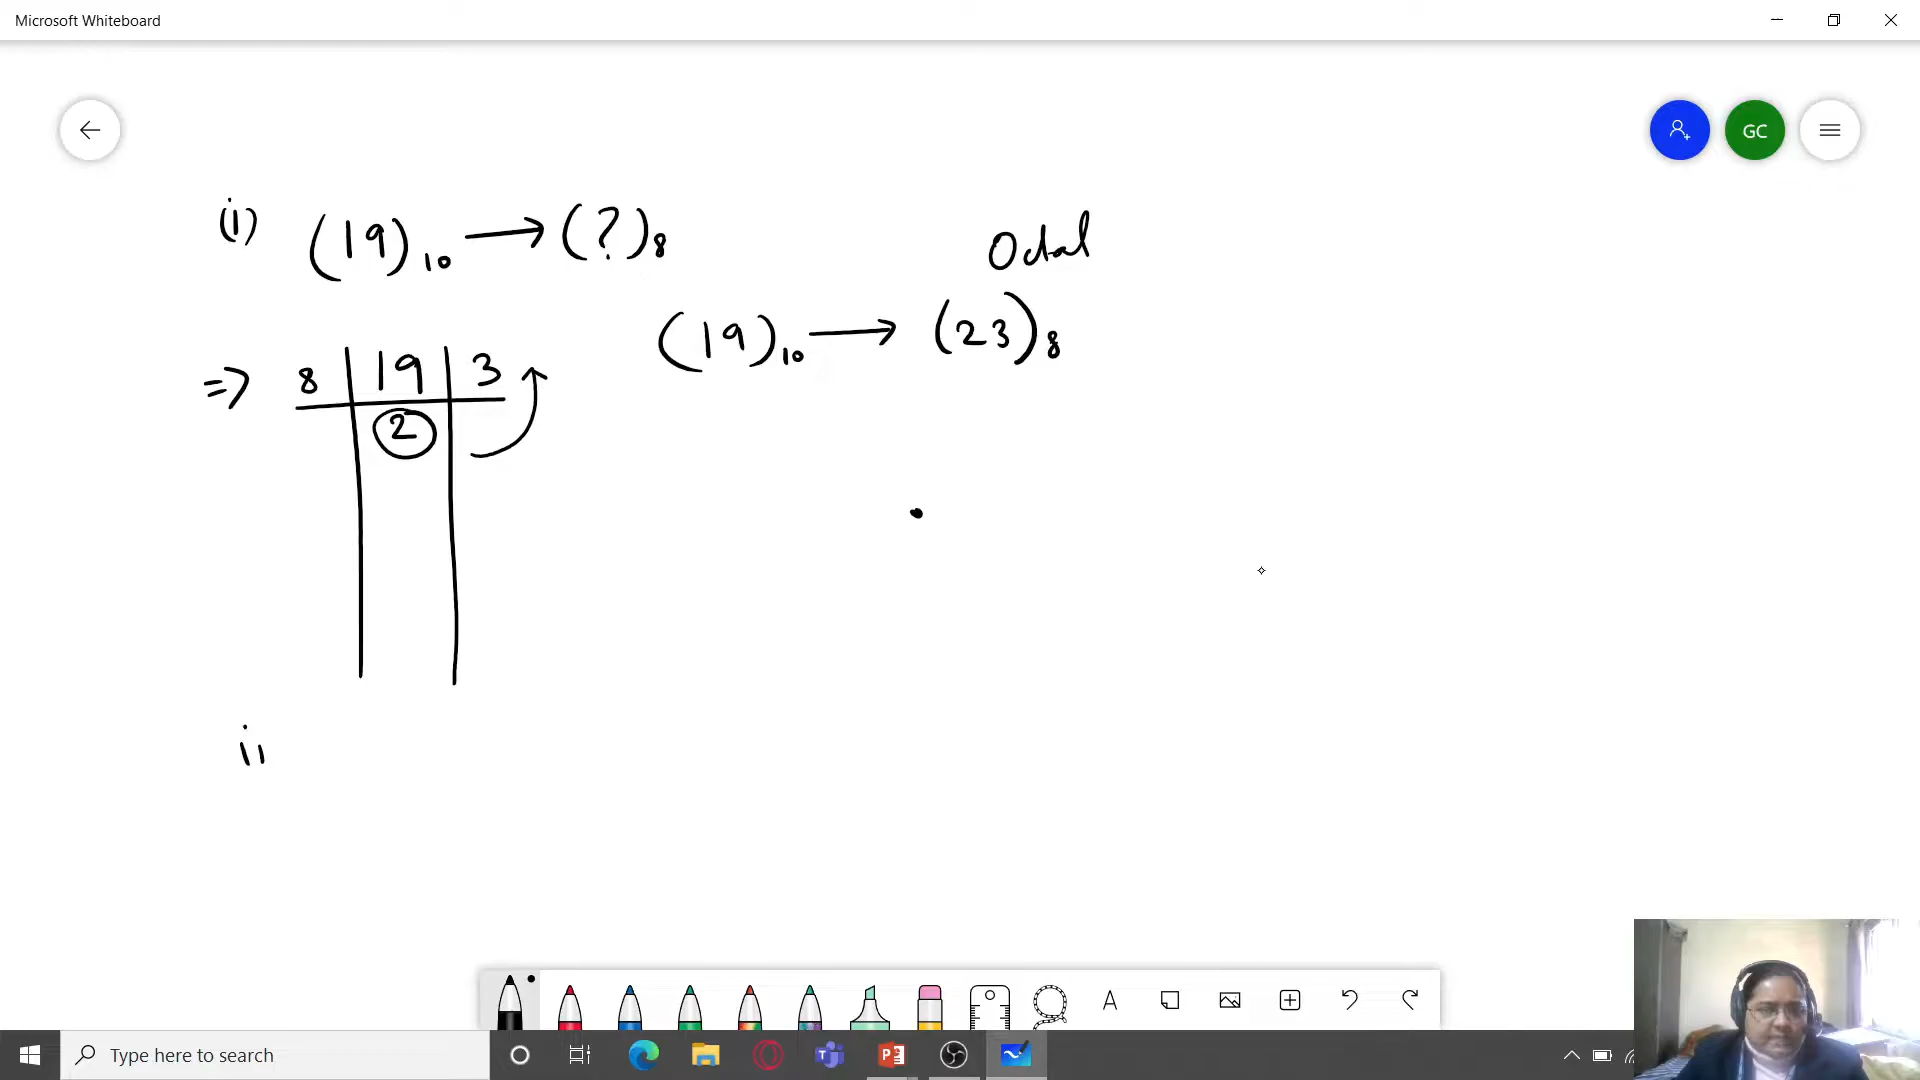 Microsoft Whiteboard
GC
(i) (19)₁₀ → (?)₈
Octal
(19)₁₀ → (23)₈
=> 8 | 19 | 3
2
ii
A
Type here to search